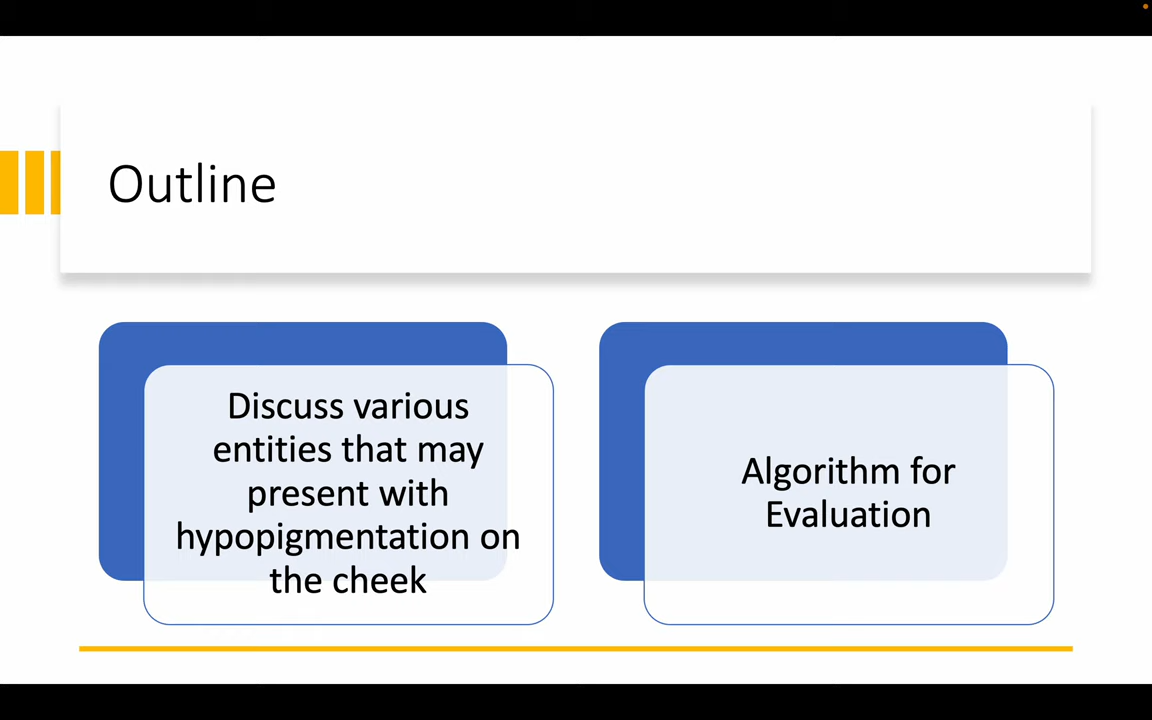 Outline
Discuss various
entities that may
present with
hypopigmentation on
the cheek
Algorithm for
Evaluation